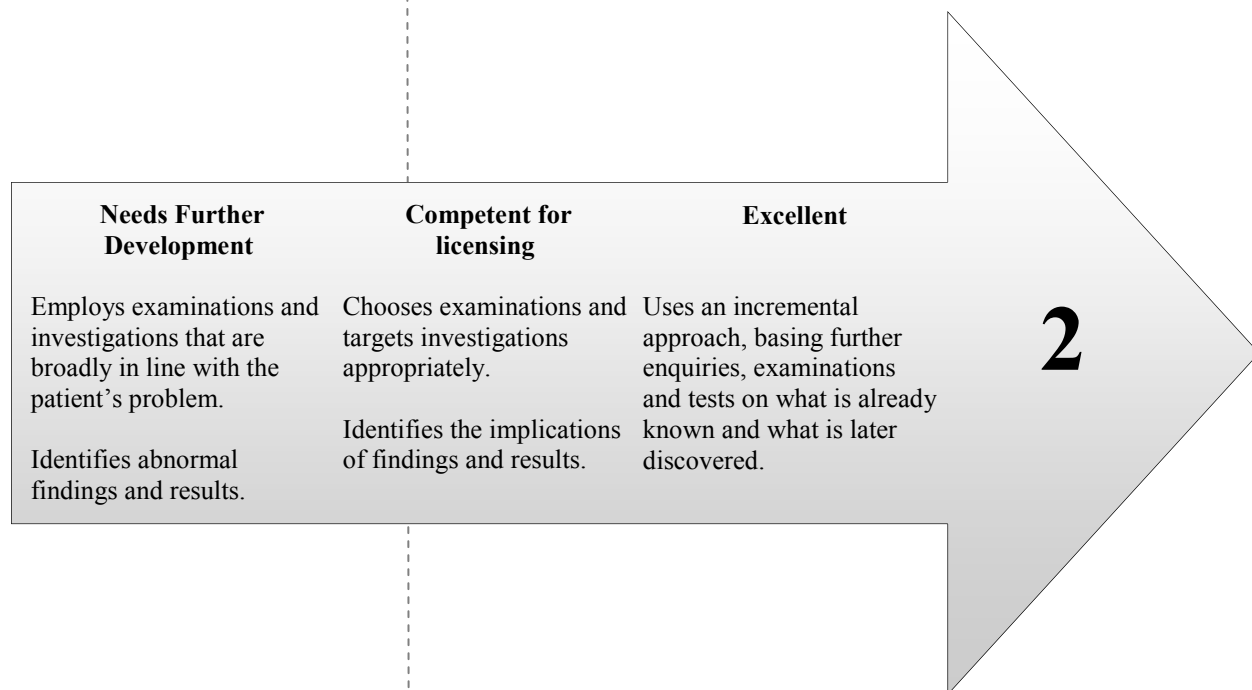 Needs Further
Development
Employs examinations and
investigations that are
broadly in line with the
patient’s problem.
Identifies abnormal
findings and results.
Competent for
licensing
Chooses examinations and
targets investigations
appropriately.
Identifies the implications
of findings and results.
Excellent
Uses an incremental
approach, basing further
enquiries, examinations
and tests on what is already
known and what is later
discovered.
2